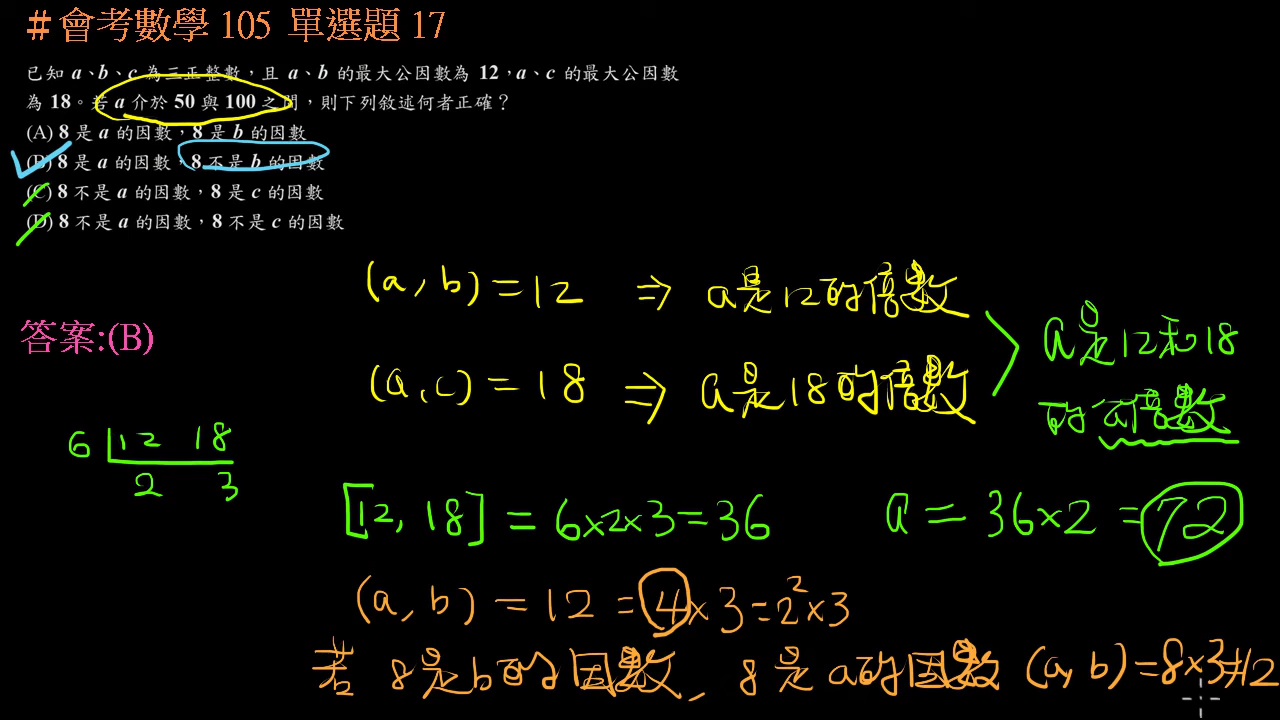 #會考數學 105 單選題 17
已知 a、b、c 為三正整數，且 a、b 的最大公因數為 12，a、c 的最大公因數
為 18。若 a 介於 50 與 100 之間，則下列敘述何者正確？
(A) 8 是 a 的因數，8 是 b 的因數
(B) 8 是 a 的因數，8 不是 b 的因數
(C) 8 不是 a 的因數，8 是 c 的因數
(D) 8 不是 a 的因數，8 不是 c 的因數
(a, b) = 12 ⇒ a是12的倍數
答案:(B)
(a, c) = 18 ⇒ a是18的倍數
a是12和18
的公倍數
6 12 18
2 3
[12, 18] = 6×2×3=36
a = 36×2 = 72
(a, b) = 12 = 4×3=2²×3
若 8是b的因數, 8是a的因數 (a, b)=8×3≠12